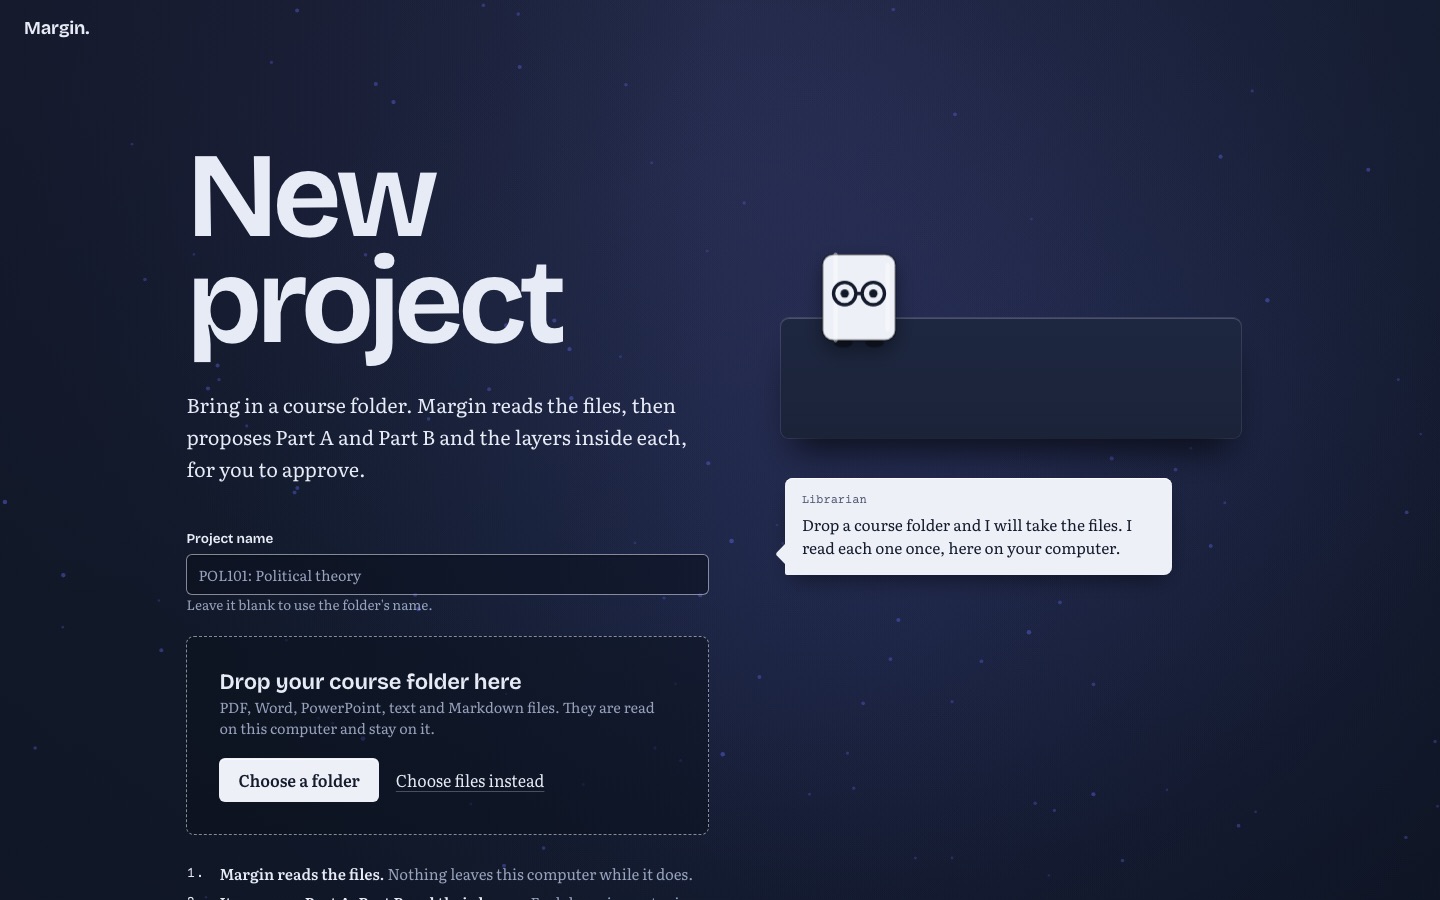 Margin.
New
project
Bring in a course folder. Margin reads the files, then
proposes Part A and Part B and the layers inside each,
for you to approve.
Project name
POL101: Political theory
Leave it blank to use the folder's name.
Drop your course folder here
PDF, Word, PowerPoint, text and Markdown files. They are read
on this computer and stay on it.
Choose a folder
Choose files instead
1. Margin reads the files. Nothing leaves this computer while it does.
Librarian
Drop a course folder and I will take the files. I
read each one once, here on your computer.